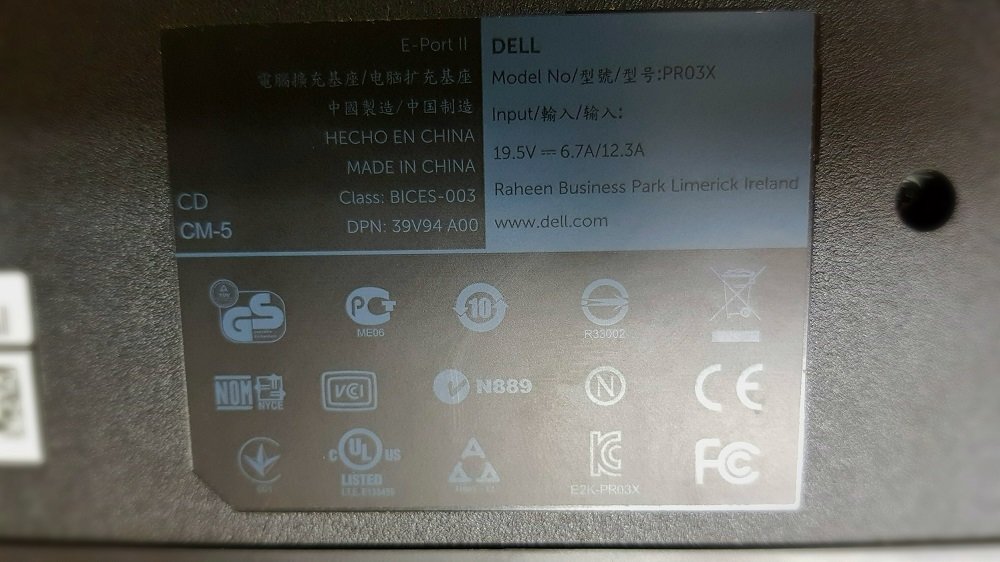 E-Port II
電腦擴充基座/电脑扩充基座
中國製造/中国制造
HECHO EN CHINA
MADE IN CHINA
CD
Class: BICES-003
CM-5
DPN: 39V94 A00
DELL
Model No/型號/型号:PR03X
Input/輸入/输入:
19.5V⎓6.7A/12.3A
Raheen Business Park Limerick Ireland
www.dell.com
GS
PCT
ME06
10
R33002
NOM
NYCE
VCI
N889
N
CE
C UL US
LISTED
E2K-PR03X
FC